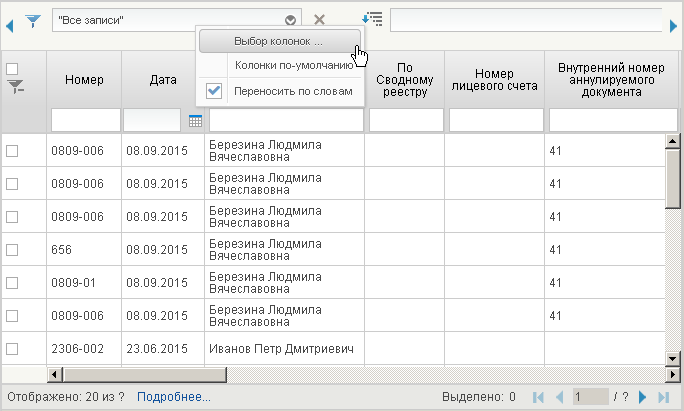 "Все записи"
Выбор колонок ...
Колонки по-умолчанию
Переносить по словам
Номер
Дата
По
Сводному
реестру
Номер
лицевого счета
Внутренний номер
аннулируемого
документа
0809-006 08.09.2015 Березина Людмила
Вячеславовна 41
0809-006 08.09.2015 Березина Людмила
Вячеславовна 41
0809-006 08.09.2015 Березина Людмила
Вячеславовна 41
656 08.09.2015 Березина Людмила
Вячеславовна 41
0809-01 08.09.2015 Березина Людмила
Вячеславовна 41
0809-006 08.09.2015 Березина Людмила
Вячеславовна 41
2306-002 23.06.2015 Иванов Петр Дмитриевич
Отображено: 20 из ? Подробнее... Выделено: 0 1 / ?